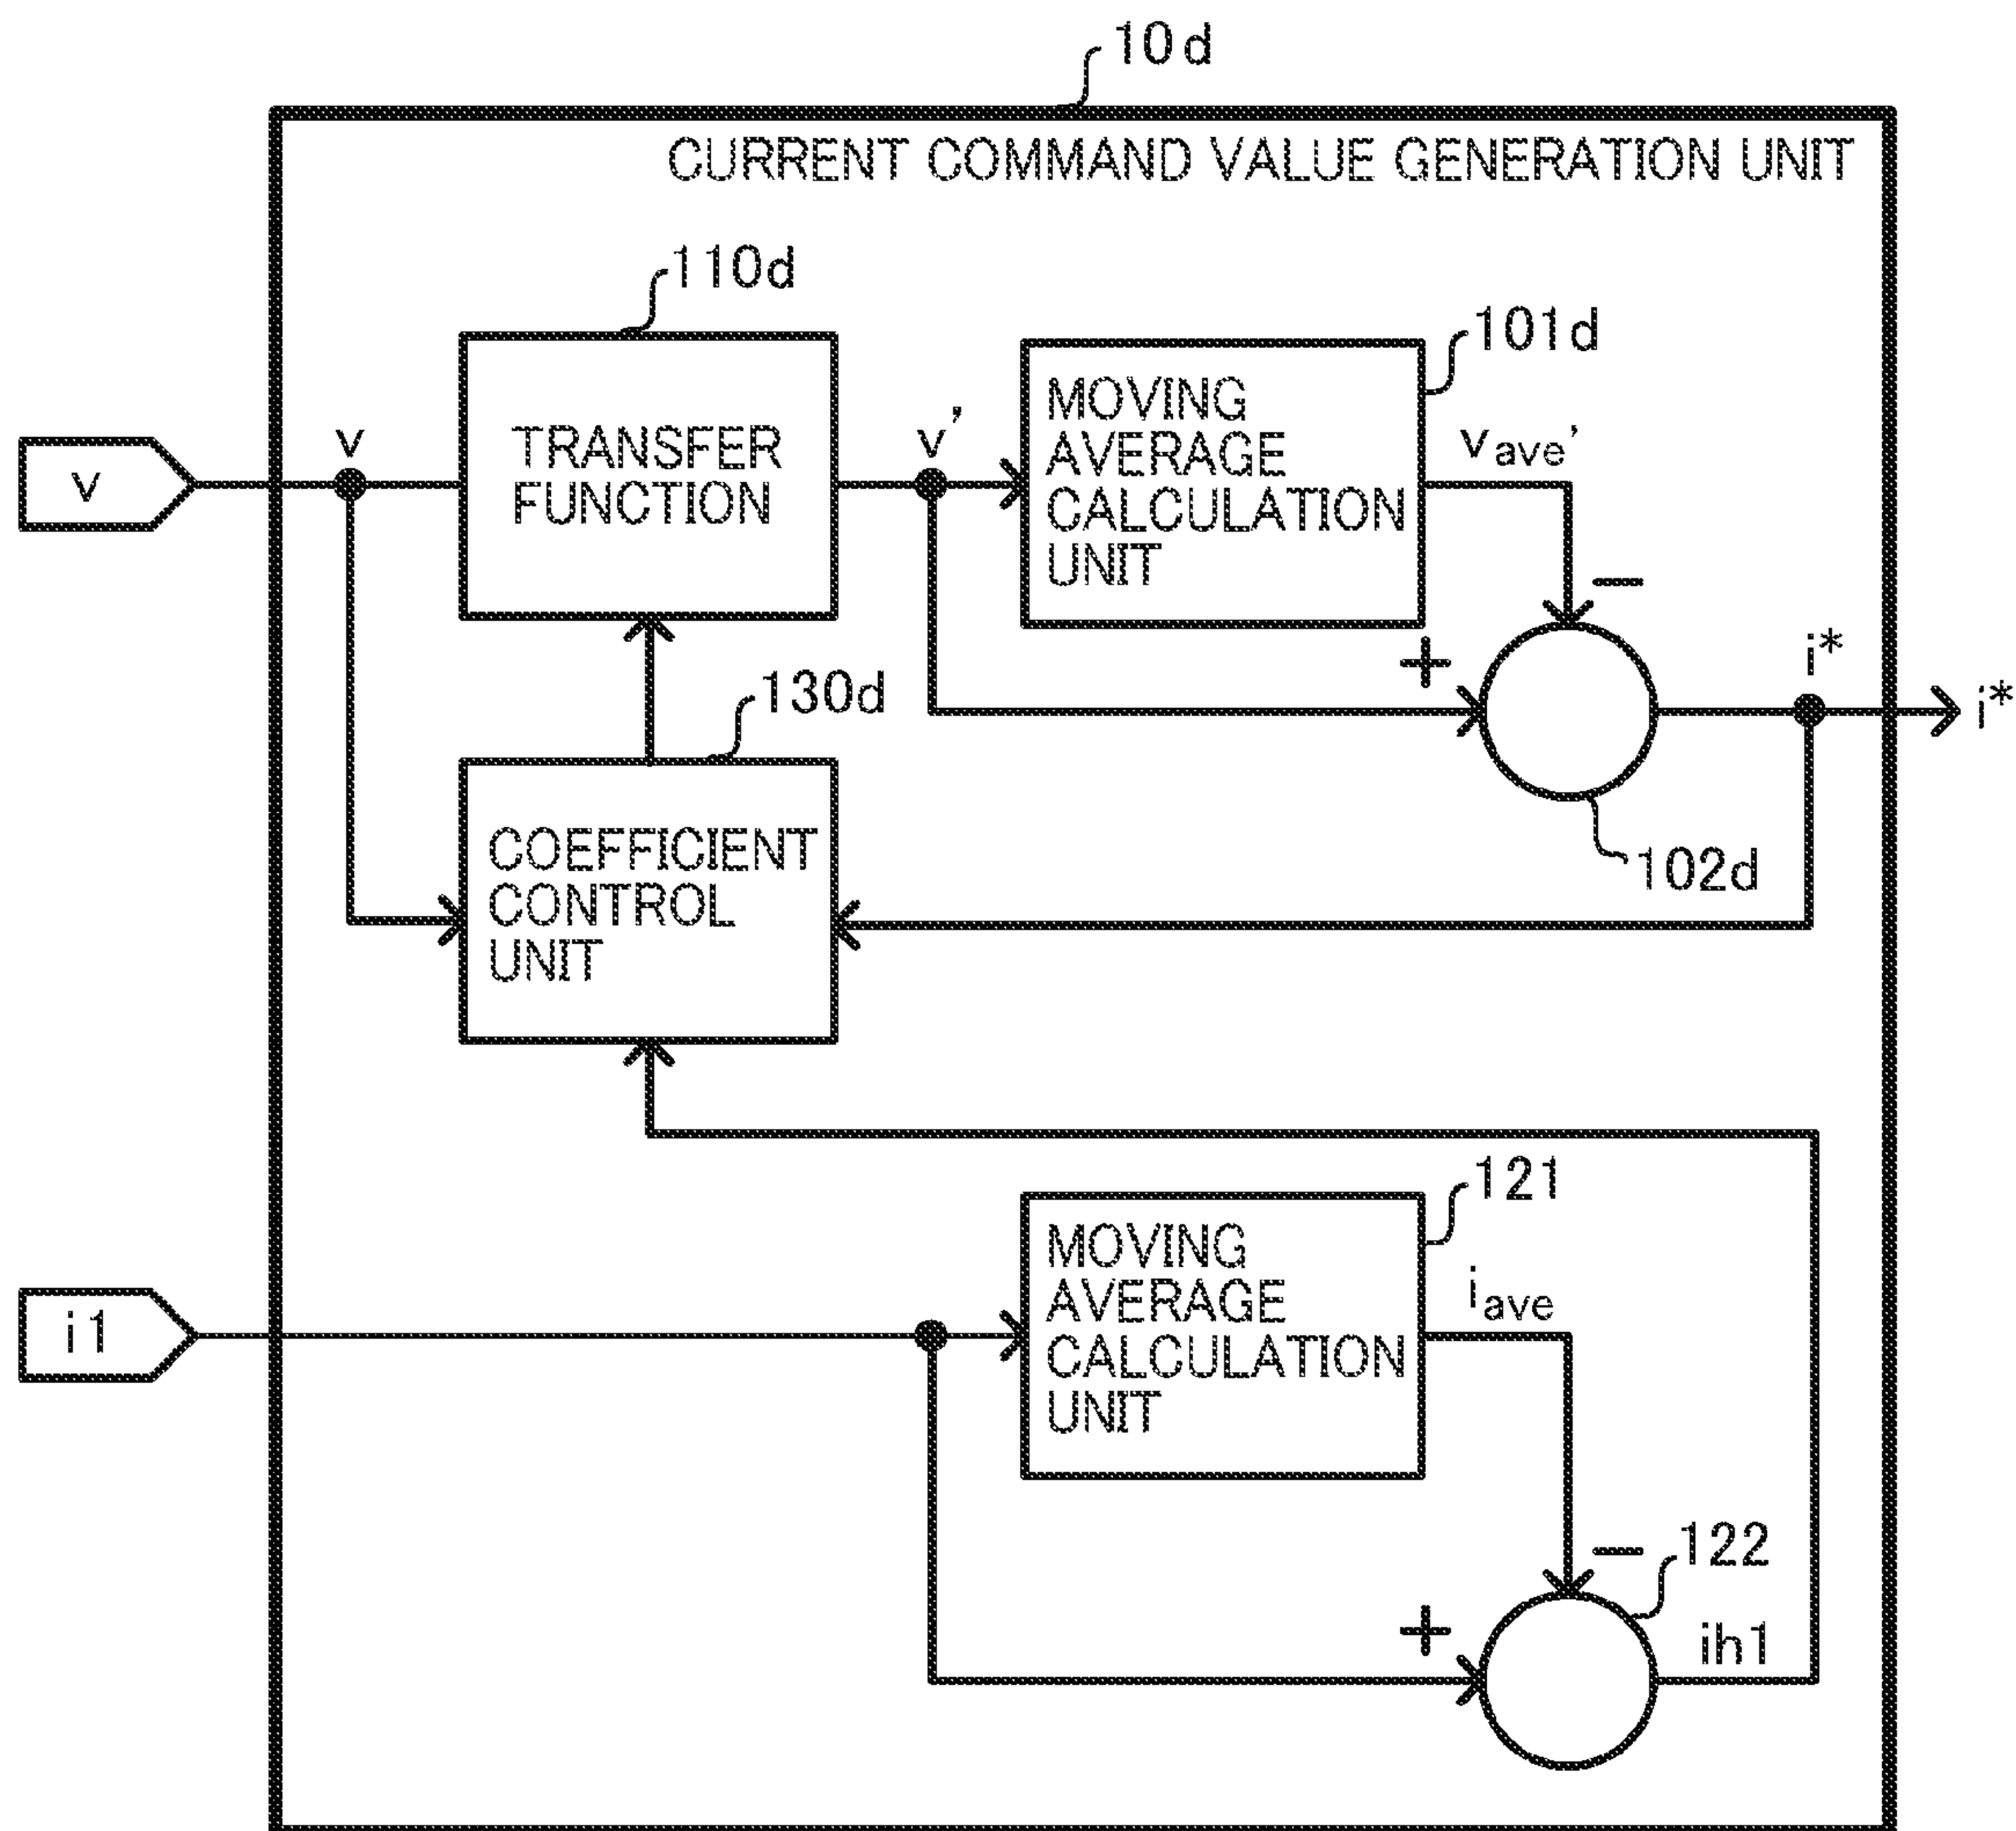 10d
CURRENT COMMAND VALUE GENERATION UNIT
110d
101d
v
v
TRANSFER
FUNCTION
v'
MOVING
AVERAGE
CALCULATION
UNIT
vave'
−
+
i*
i*
130d
102d
COEFFICIENT
CONTROL
UNIT
121
i1
MOVING
AVERAGE
CALCULATION
UNIT
iave
−
122
+
ih1